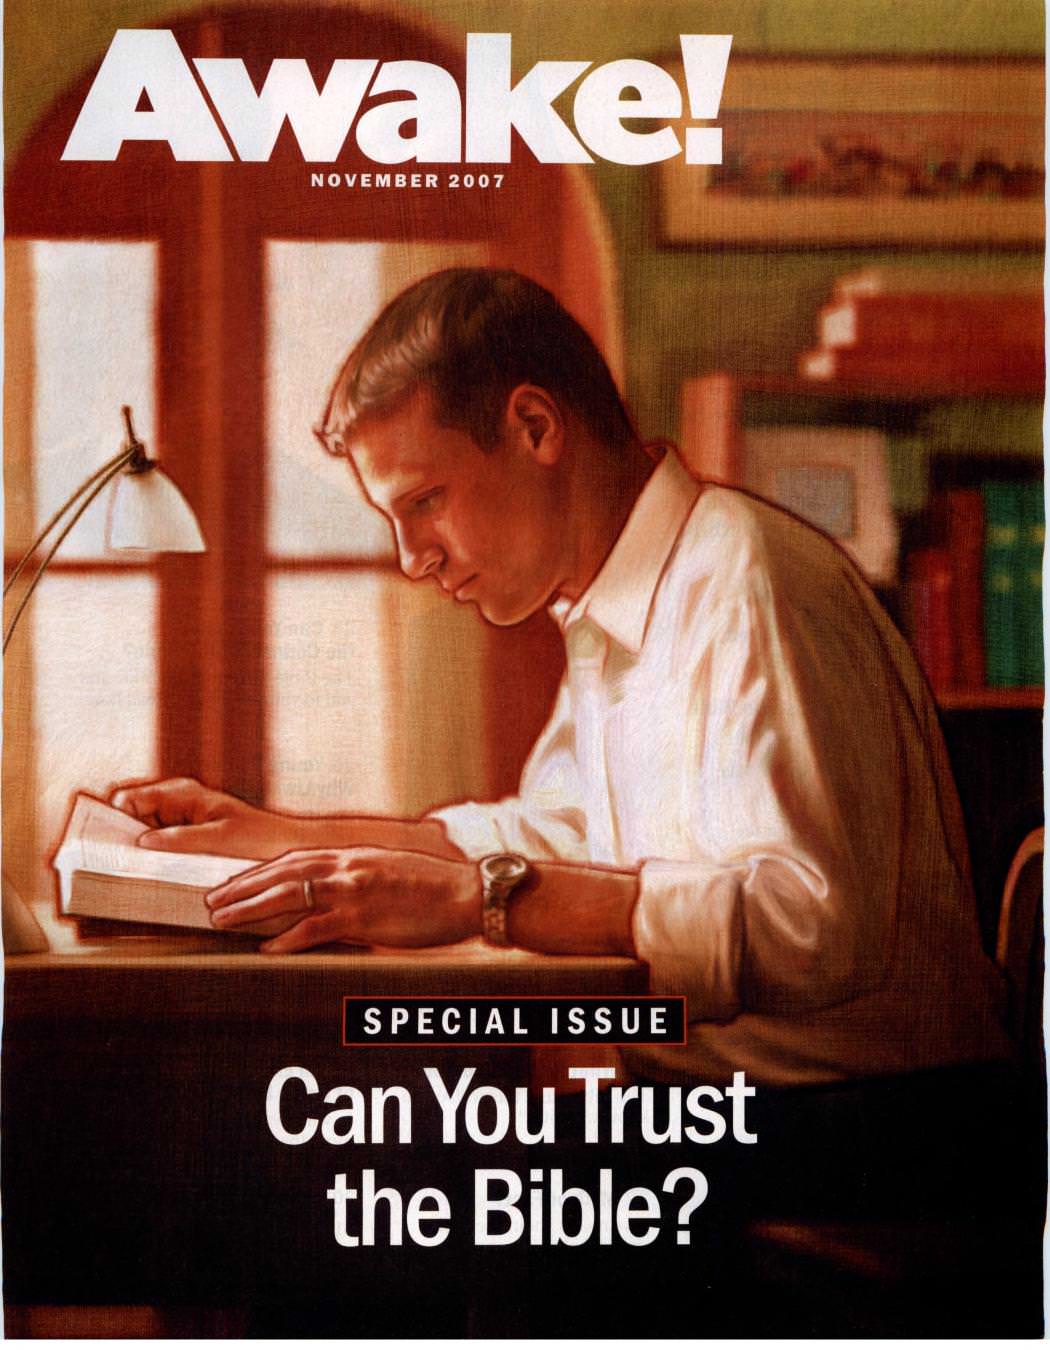 Awake!
NOVEMBER 2007
SPECIAL ISSUE
Can You Trust
the Bible?